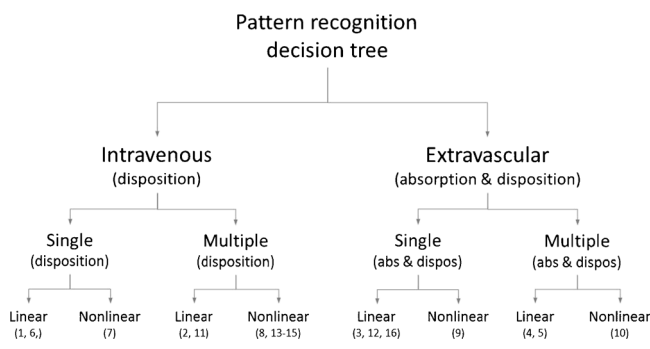 Pattern recognition
decision tree
Intravenous
(disposition)
Extravascular
(absorption & disposition)
Single
(disposition)
Multiple
(disposition)
Single
(abs & dispos)
Multiple
(abs & dispos)
Linear
(1, 6,)
Nonlinear
(7)
Linear
(2, 11)
Nonlinear
(8, 13-15)
Linear
(3, 12, 16)
Nonlinear
(9)
Linear
(4, 5)
Nonlinear
(10)